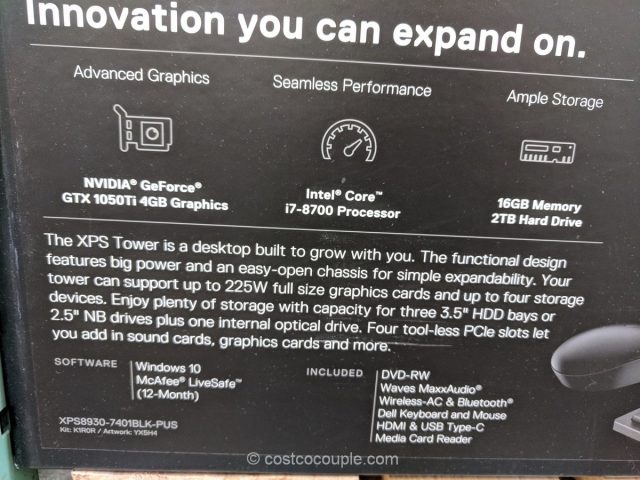 Innovation you can expand on.
Advanced Graphics
Seamless Performance
Ample Storage
NVIDIA® GeForce®
GTX 1050Ti 4GB Graphics
Intel® Core™
i7-8700 Processor
16GB Memory
2TB Hard Drive
The XPS Tower is a desktop built to grow with you. The functional design
features big power and an easy-open chassis for simple expandability. Your
tower can support up to 225W full size graphics cards and up to four storage
devices. Enjoy plenty of storage with capacity for three 3.5" HDD bays or
2.5" NB drives plus one internal optical drive. Four tool-less PCIe slots let
you add in sound cards, graphics cards and more.
SOFTWARE
Windows 10
McAfee® LiveSafe™
(12-Month)
INCLUDED
DVD-RW
Waves MaxxAudio®
Wireless-AC & Bluetooth®
Dell Keyboard and Mouse
HDMI & USB Type-C
Media Card Reader
XPS8930-7401BLK-PUS
Kit: K1R0R / Artwork: YX5H4
© costcocouple.com